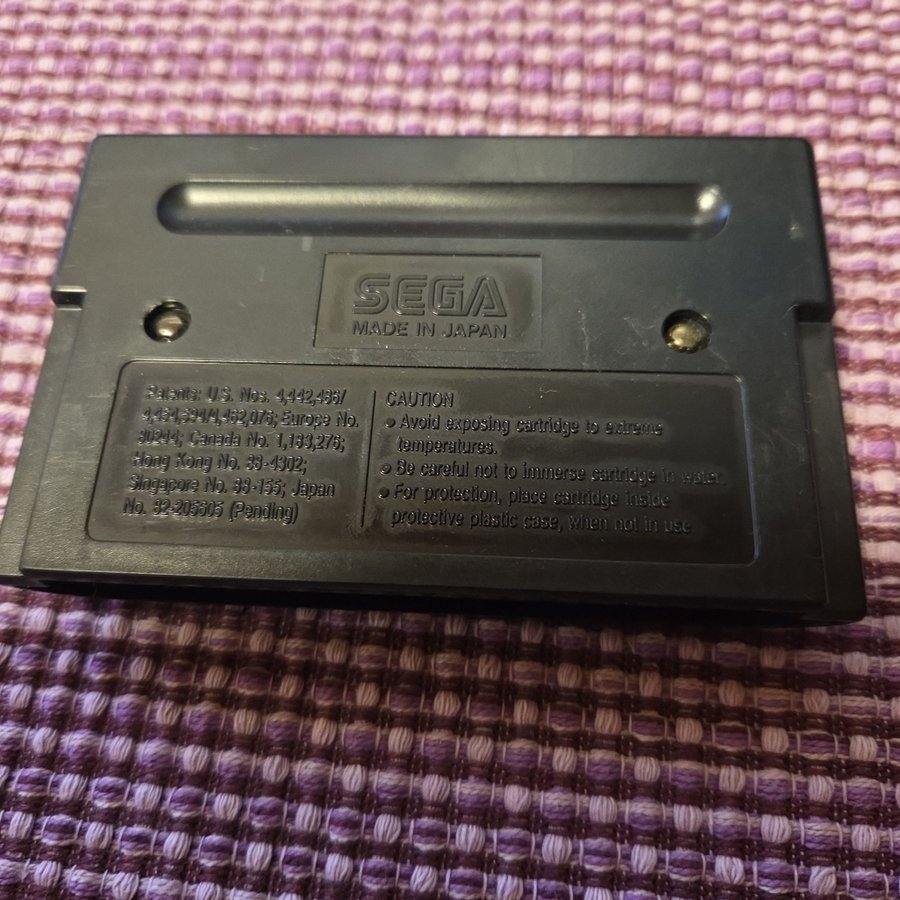 SEGA
MADE IN JAPAN
Patents: U.S. Nos. 4,442,486/
4,454,594/4,462,076; Europe No.
80244; Canada No. 1,183,276;
Hong Kong No. 88-4302;
Singapore No. 88-155; Japan
No. 82-205605 (Pending)
CAUTION
● Avoid exposing cartridge to extreme
temperatures.
● Be careful not to immerse cartridge in water.
● For protection, place cartridge inside
protective plastic case, when not in use